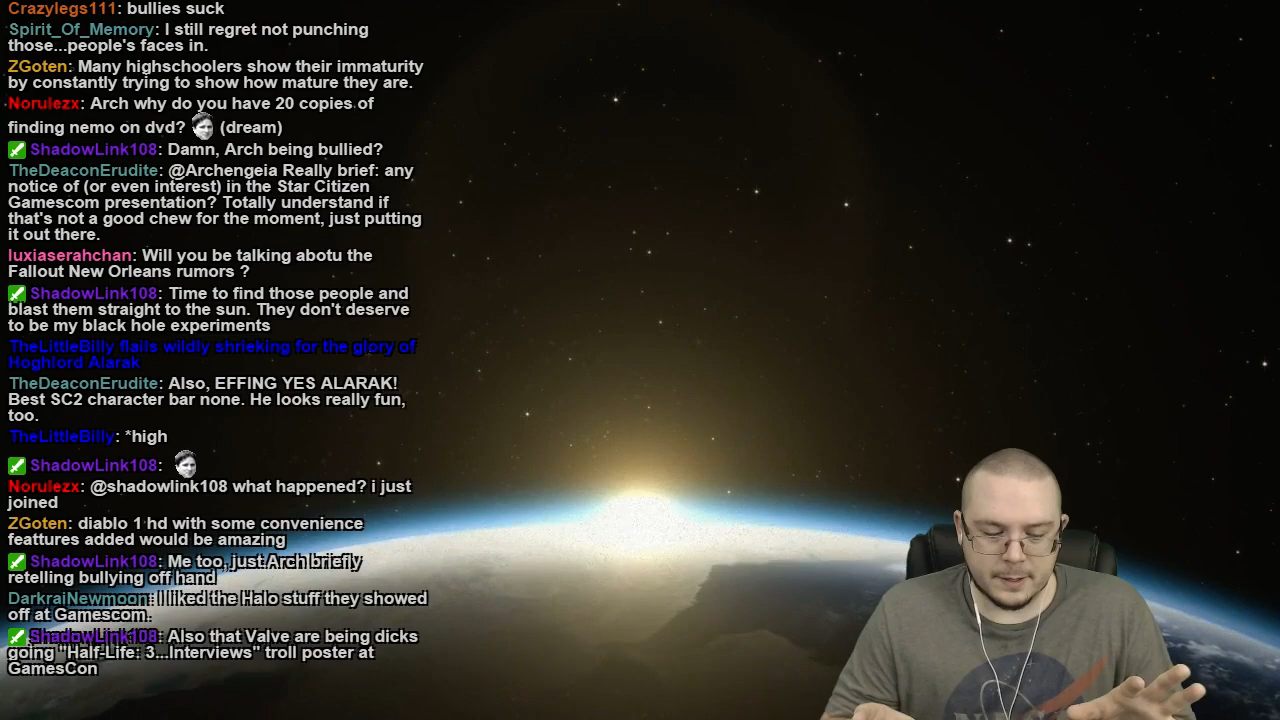 Crazylegs111: bullies suck
Spirit_Of_Memory: I still regret not punching
those...people's faces in.
ZGoten: Many highschoolers show their immaturity
by constantly trying to show how mature they are.
Norulezx: Arch why do you have 20 copies of
finding nemo on dvd? (dream)
ShadowLink108: Damn, Arch being bullied?
TheDeaconErudite: @Archengeia Really brief: any
notice of (or even interest) in the Star Citizen
Gamescom presentation? Totally understand if
that's not a good chew for the moment, just putting
it out there.
luxiaserahchan: Will you be talking abotu the
Fallout New Orleans rumors ?
ShadowLink108: Time to find those people and
blast them straight to the sun. They don't deserve
to be my black hole experiments
TheLittleBilly flails wildly shrieking for the glory of
Hoghlord Alarak
TheDeaconErudite: Also, EFFING YES ALARAK!
Best SC2 character bar none. He looks really fun,
too.
TheLittleBilly: *high
ShadowLink108:
Norulezx: @shadowlink108 what happened? i just
joined
ZGoten: diablo 1 hd with some convenience
feattures added would be amazing
ShadowLink108: Me too, just Arch briefly
retelling bullying off hand
DarkraiNewmoon: I liked the Halo stuff they showed
off at Gamescom.
ShadowLink108: Also that Valve are being dicks
going "Half-Life: 3...Interviews" troll poster at
GamesCon
NASA